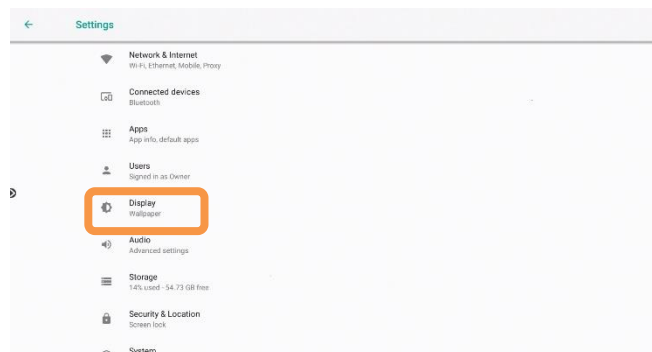 Settings
Network & Internet
Wi-Fi, Ethernet, Mobile, Proxy
Connected devices
Bluetooth
Apps
App info, default apps
Users
Signed in as Owner
Display
Wallpaper
Audio
Advanced settings
Storage
14% used - 54.73 GB free
Security & Location
Screen lock
System